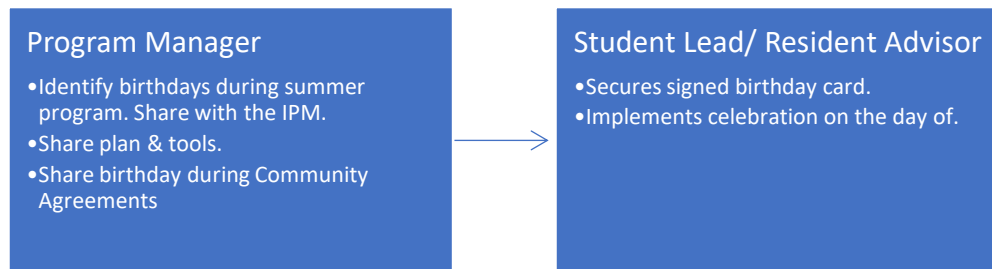 Program Manager
•Identify birthdays during summer
program. Share with the IPM.
•Share plan & tools.
•Share birthday during Community
Agreements
Student Lead/ Resident Advisor
•Secures signed birthday card.
•Implements celebration on the day of.